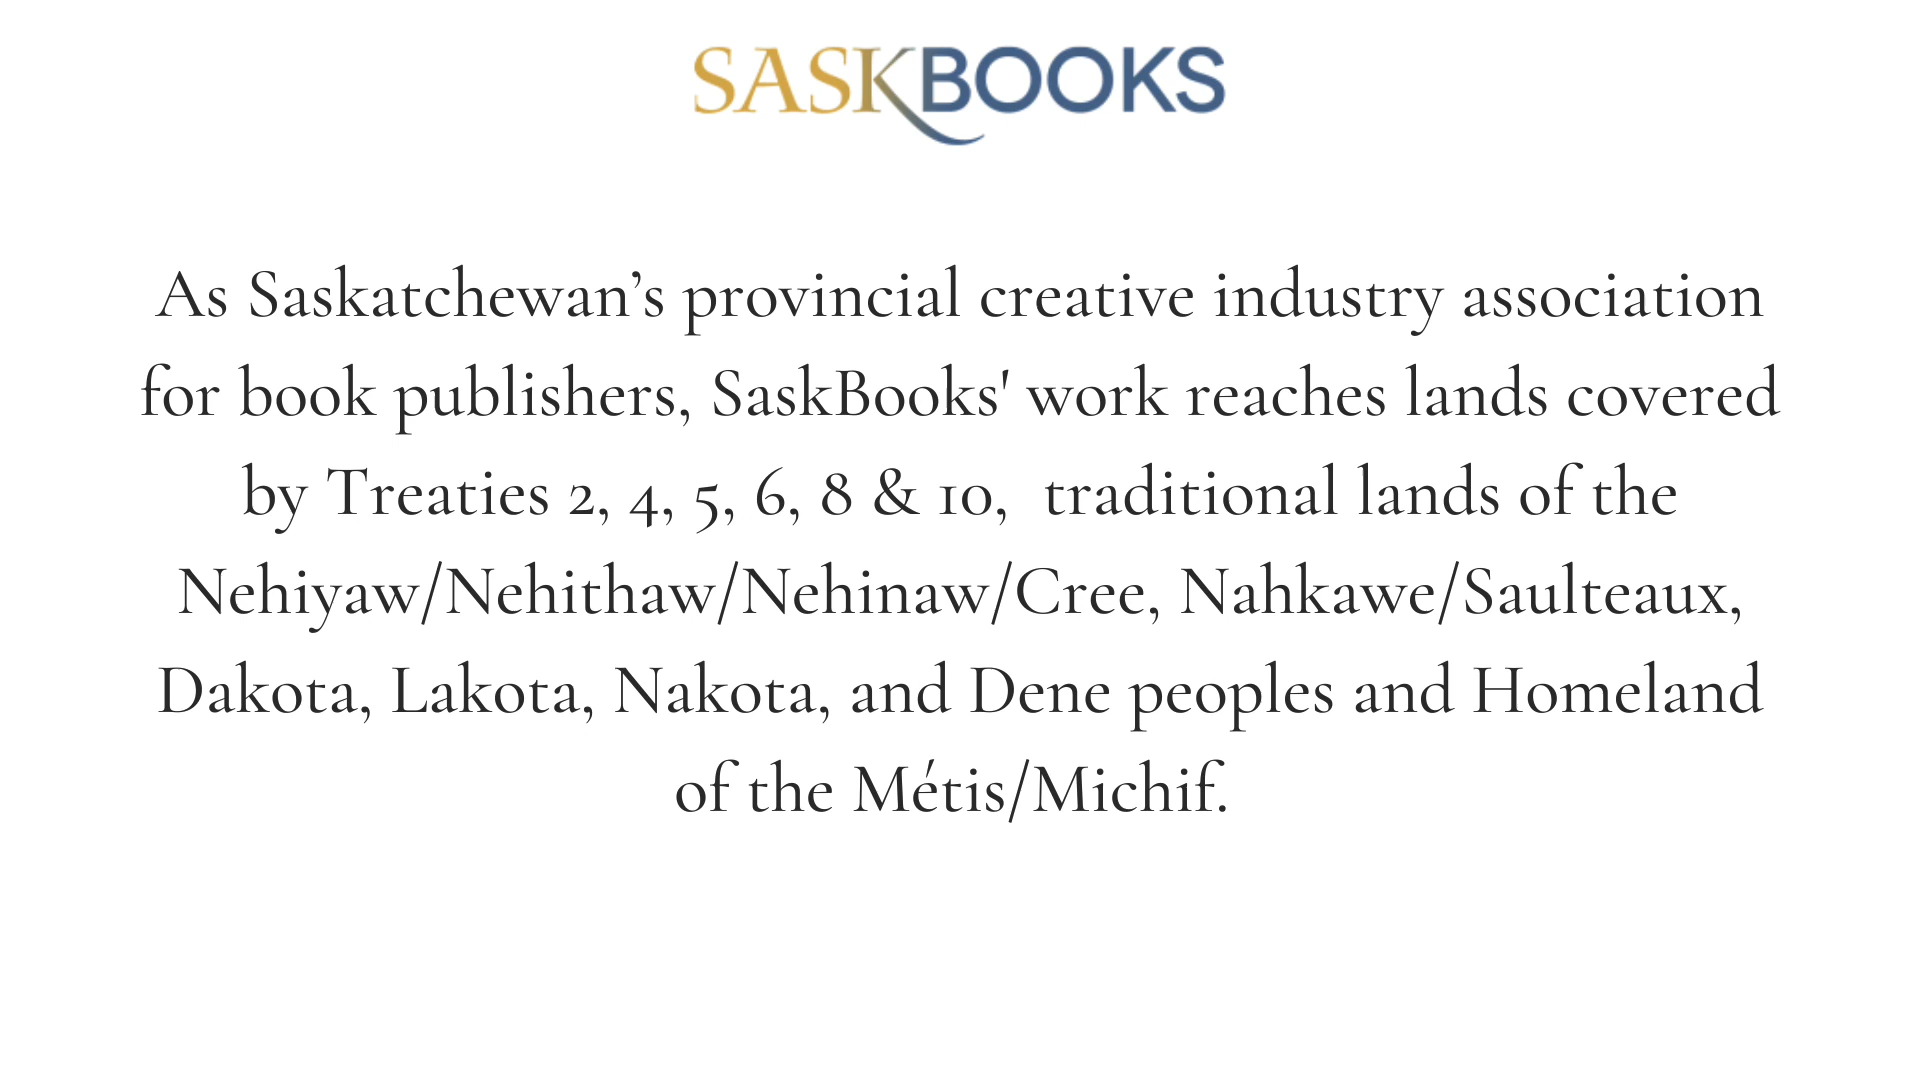 SASKBOOKS
As Saskatchewan’s provincial creative industry association
for book publishers, SaskBooks' work reaches lands covered
by Treaties 2, 4, 5, 6, 8 & 10,  traditional lands of the
Nehiyaw/Nehithaw/Nehinaw/Cree, Nahkawe/Saulteaux,
Dakota, Lakota, Nakota, and Dene peoples and Homeland
of the Métis/Michif.